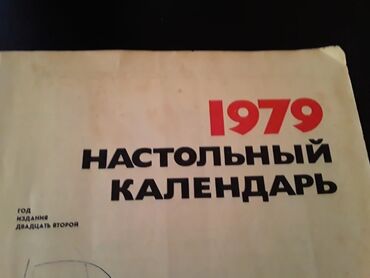 1979
НАСТОЛЬНЫЙ
КАЛЕНДАРЬ
ГОД
ИЗДАНИЯ
ДВАДЦАТЬ ВТОРОЙ